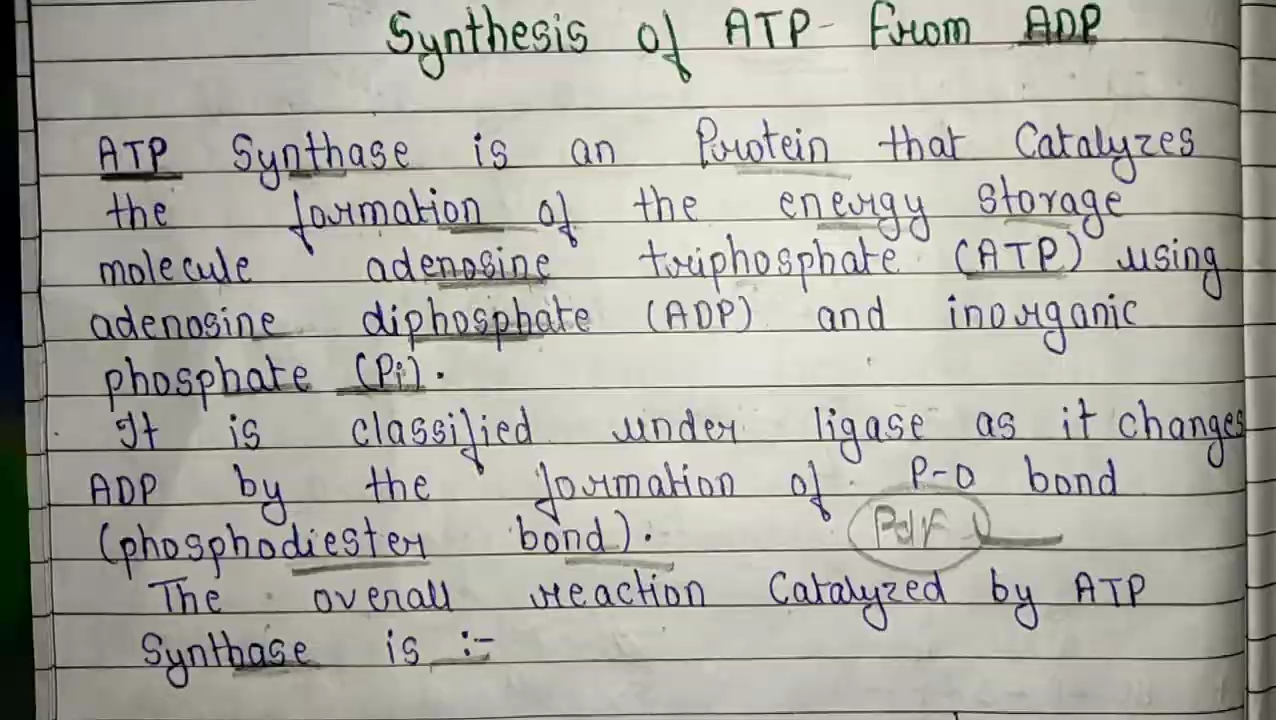 Synthesis of ATP From ADP
ATP Synthase is an Protein that Catalyzes
the formation of the energy storage
molecule adenosine triphosphate (ATP) using
adenosine diphosphate (ADP) and inorganic
phosphate (Pi).
It is classified under ligase as it changes
ADP by the formation of P-O bond
(phosphodiester bond).
Pdf
The overall reaction Catalyzed by ATP
Synthase is :-